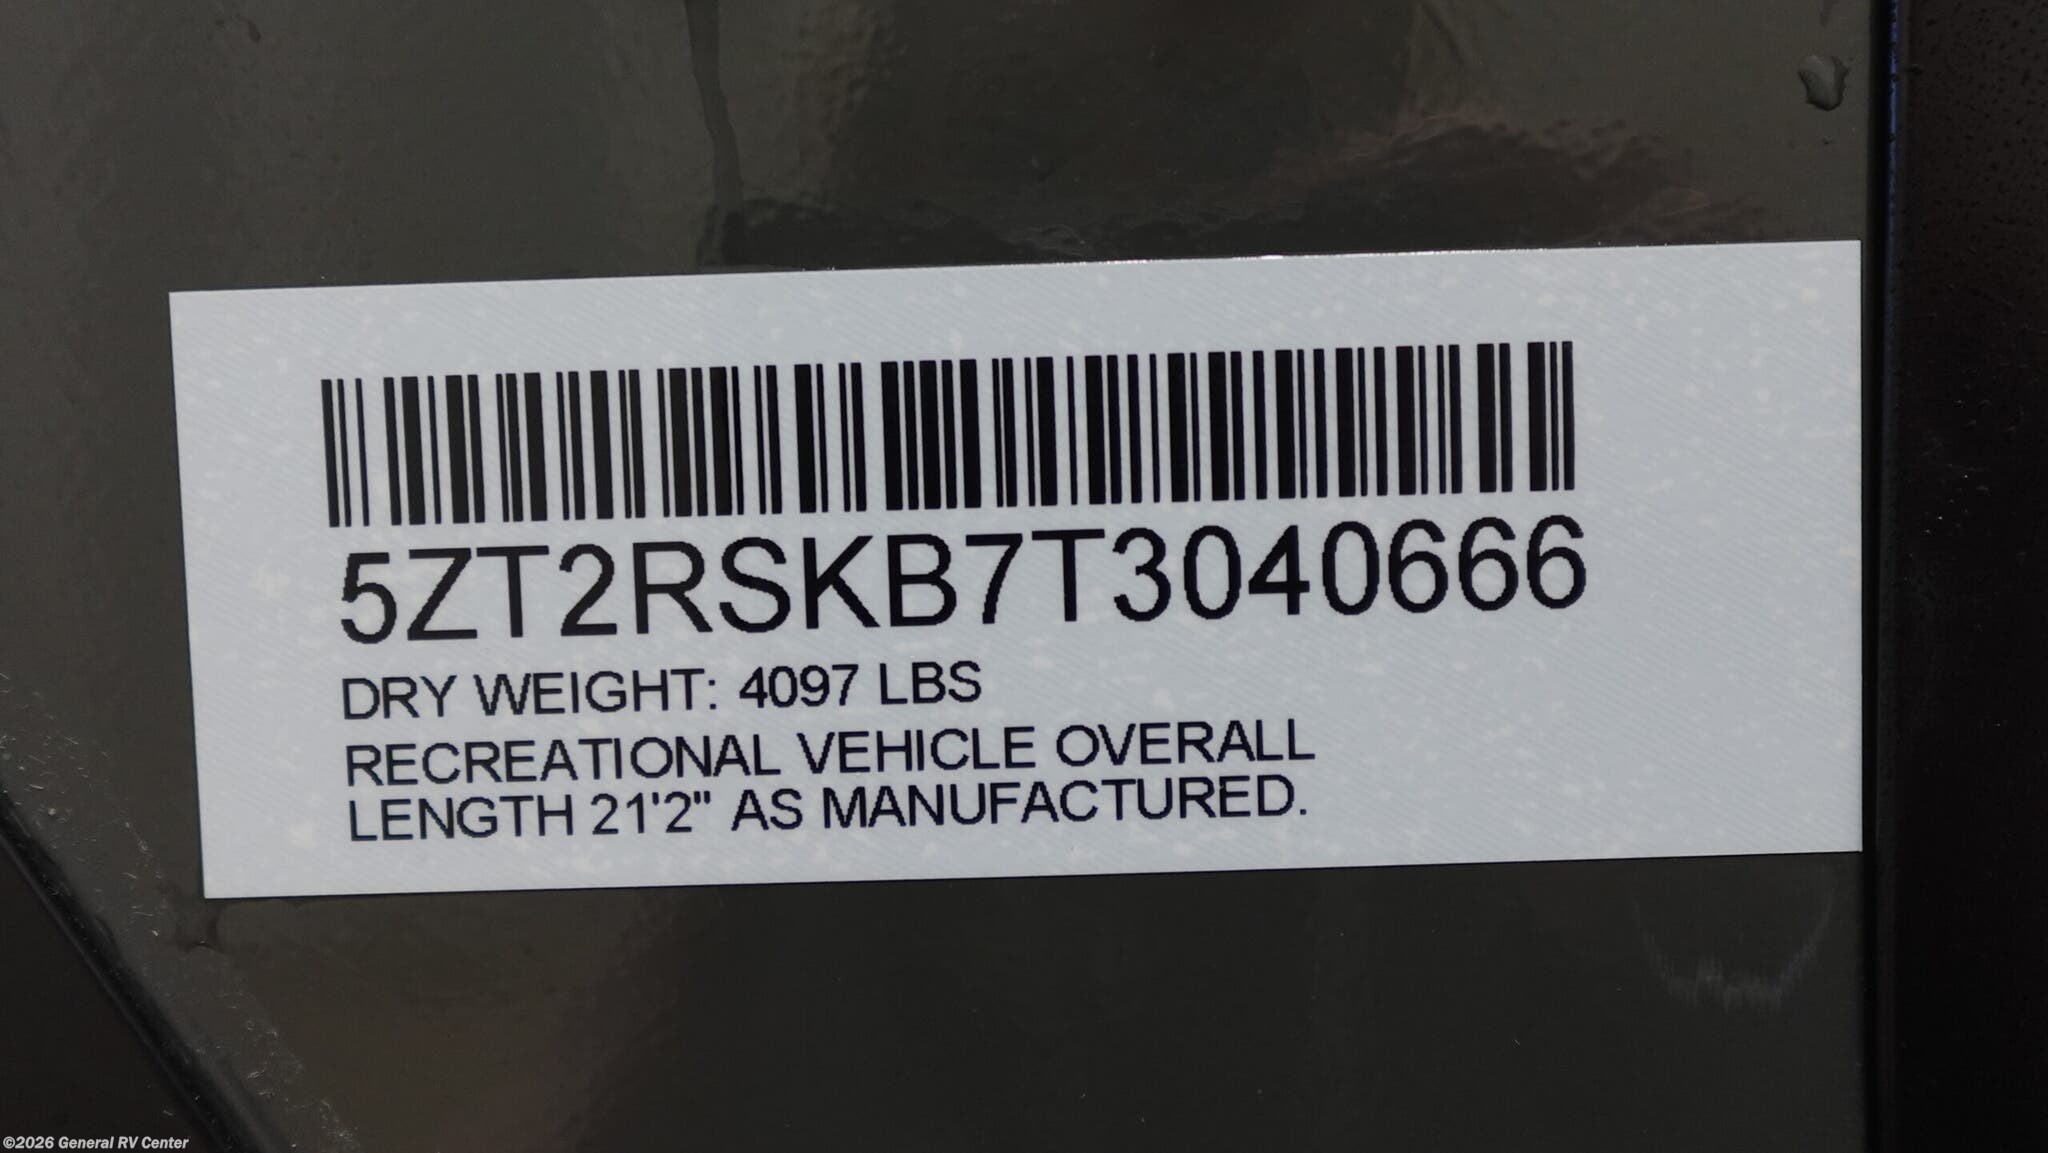 5ZT2RSKB7T3040666
DRY WEIGHT: 4097 LBS
RECREATIONAL VEHICLE OVERALL
LENGTH 21'2" AS MANUFACTURED.
©2026 General RV Center